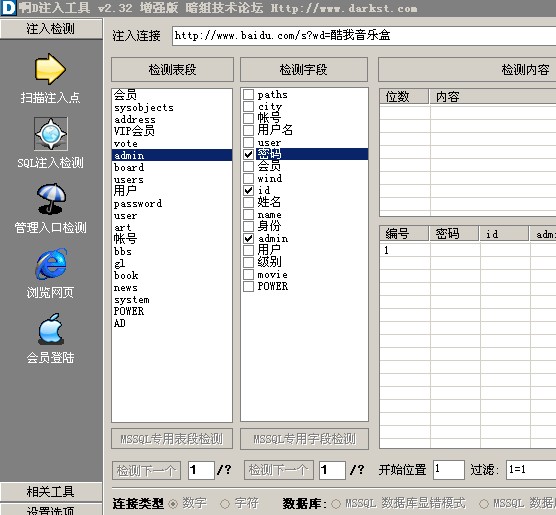 啊D注入工具 v2.32 增强版 暗组技术论坛 Http://www.darkst.com
注入检测
扫描注入点
SQL注入检测
管理入口检测
浏览网页
会员登陆
相关工具
设置选项
注入连接 http://www.baidu.com/s?wd=酷我音乐盒
检测表段
会员
sysobjects
address
VIP会员
vote
admin
board
users
用户
password
user
art
帐号
bbs
gl
book
news
system
POWER
AD
MSSQL专用表段检测
检测下一个 1 /?
检测字段
paths
city
帐号
用户名
user
密码
会员
wind
id
姓名
name
身份
admin
用户
级别
movie
POWER
MSSQL专用字段检测
检测下一个 1 /?
检测内容
位数 内容
编号 密码 id adm
1
开始位置 1 过滤: 1=1
连接类型 数字 字符 数据库: MSSQL 数据库显错模式 MSSQL 数据